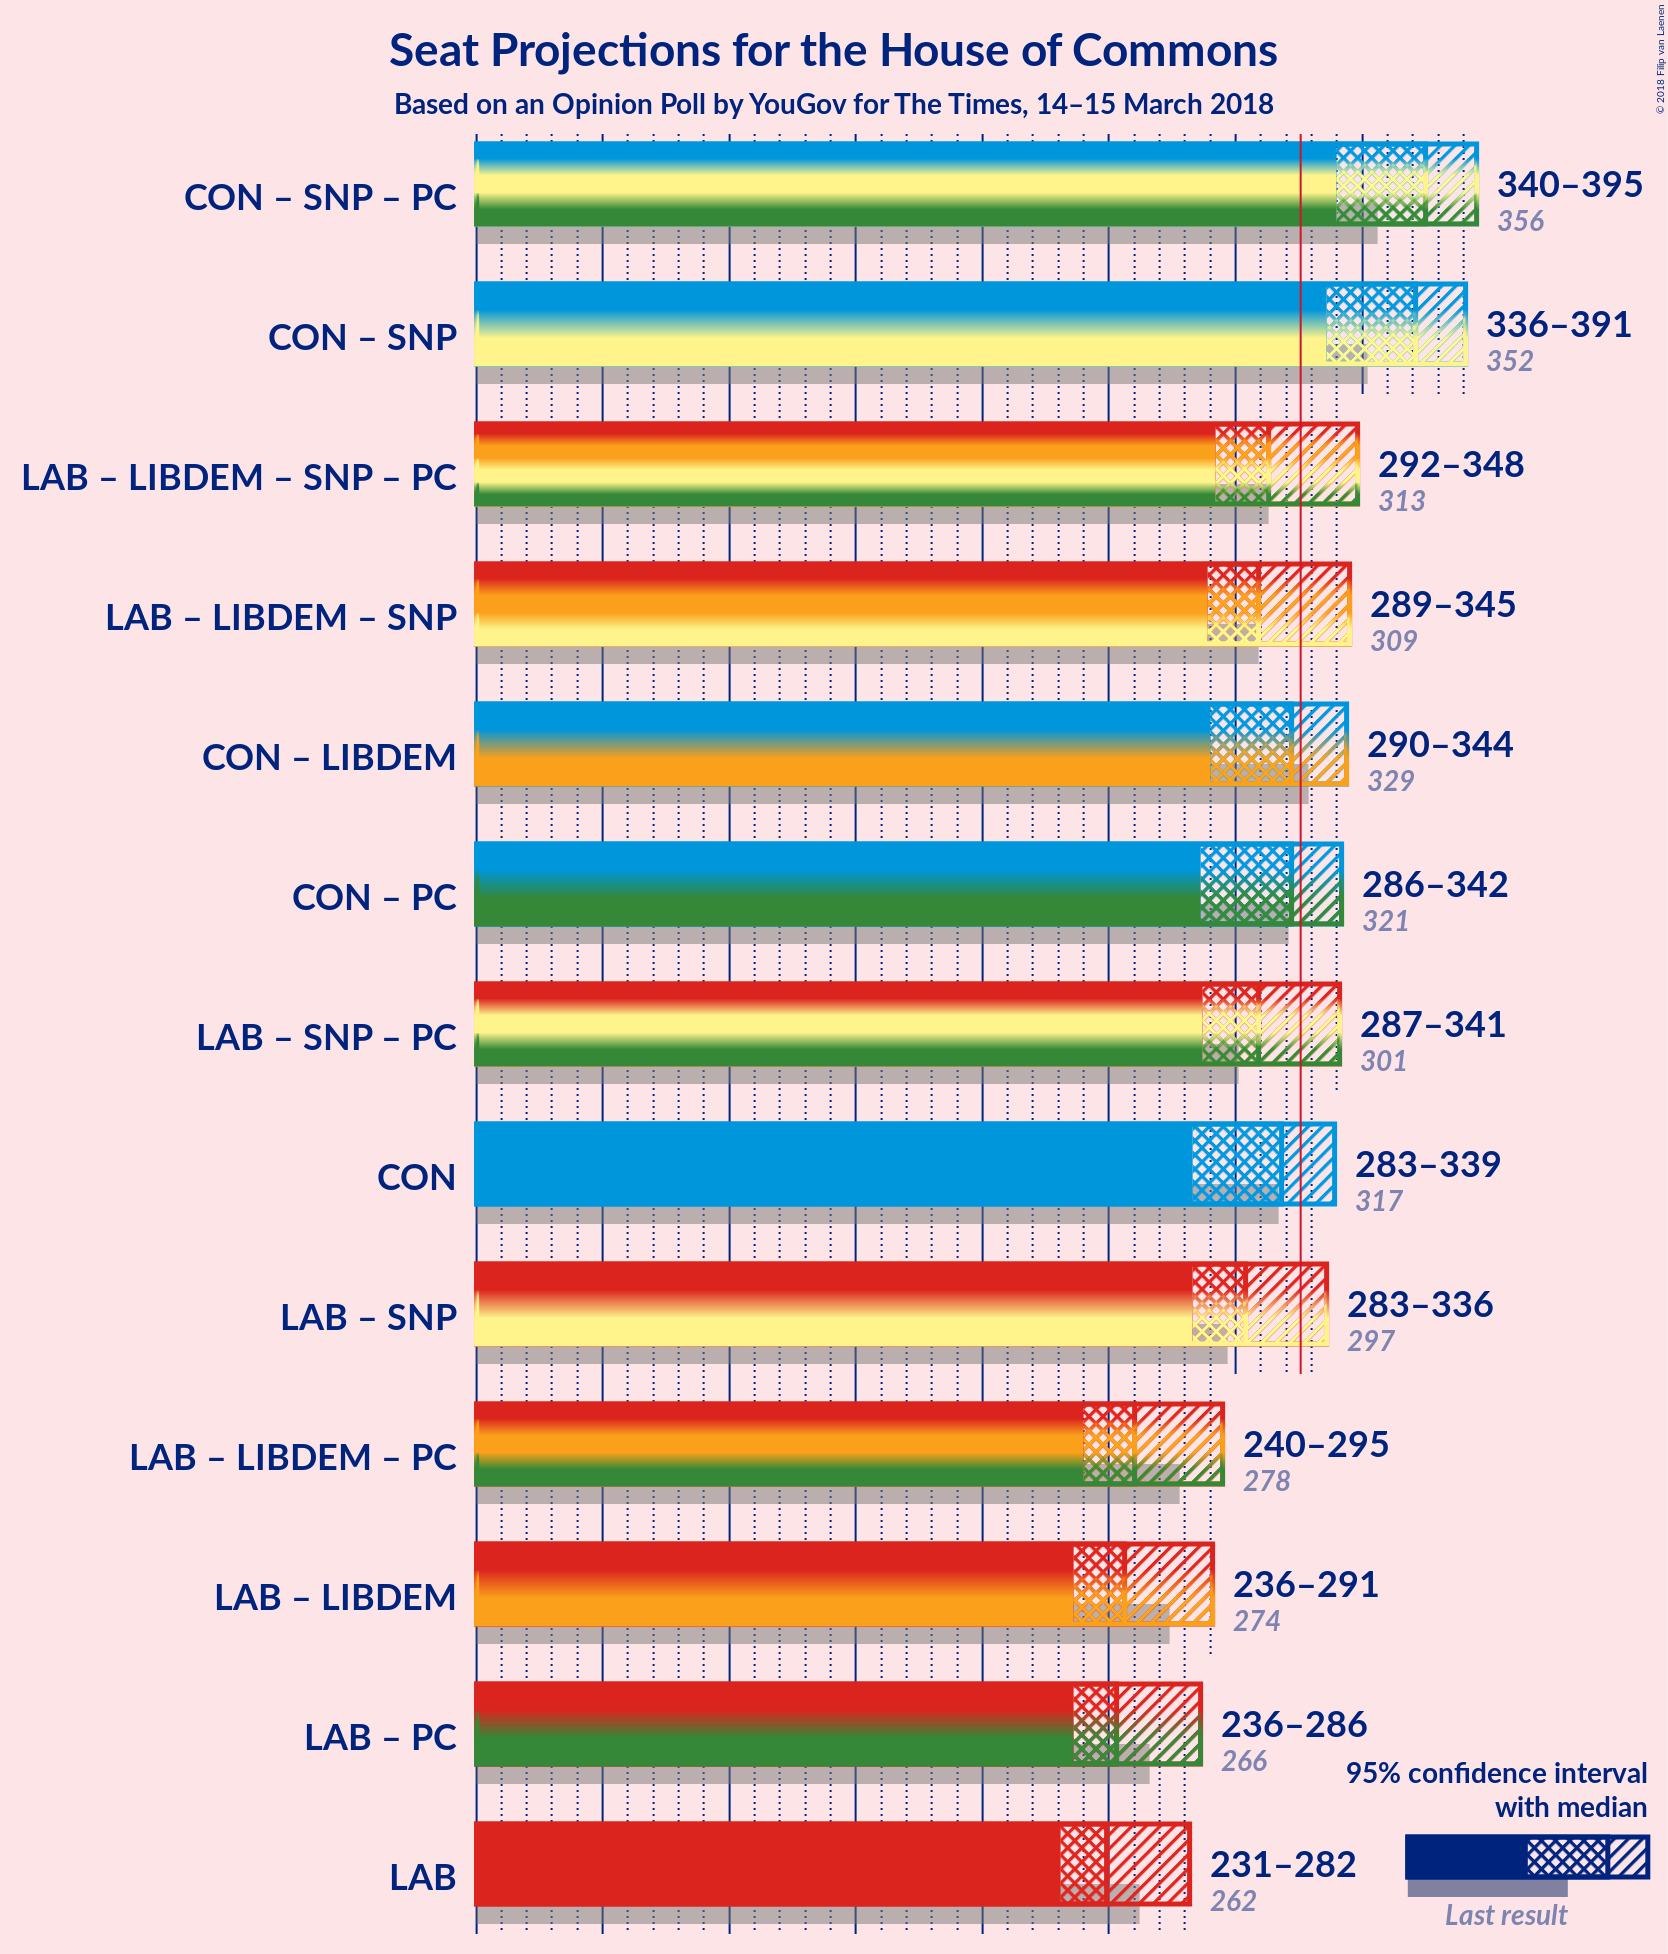 Seat Projections for the House of Commons
Based on an Opinion Poll by YouGov for The Times, 14–15 March 2018
© 2018 Filip van Laenen
CON – SNP – PC
340–395
356
CON – SNP
336–391
352
LAB – LIBDEM – SNP – PC
292–348
313
LAB – LIBDEM – SNP
289–345
309
CON – LIBDEM
290–344
329
CON – PC
286–342
321
LAB – SNP – PC
287–341
301
CON
283–339
317
LAB – SNP
283–336
297
LAB – LIBDEM – PC
240–295
278
LAB – LIBDEM
236–291
274
LAB – PC
236–286
266
LAB
231–282
262
95% confidence interval
with median
Last result